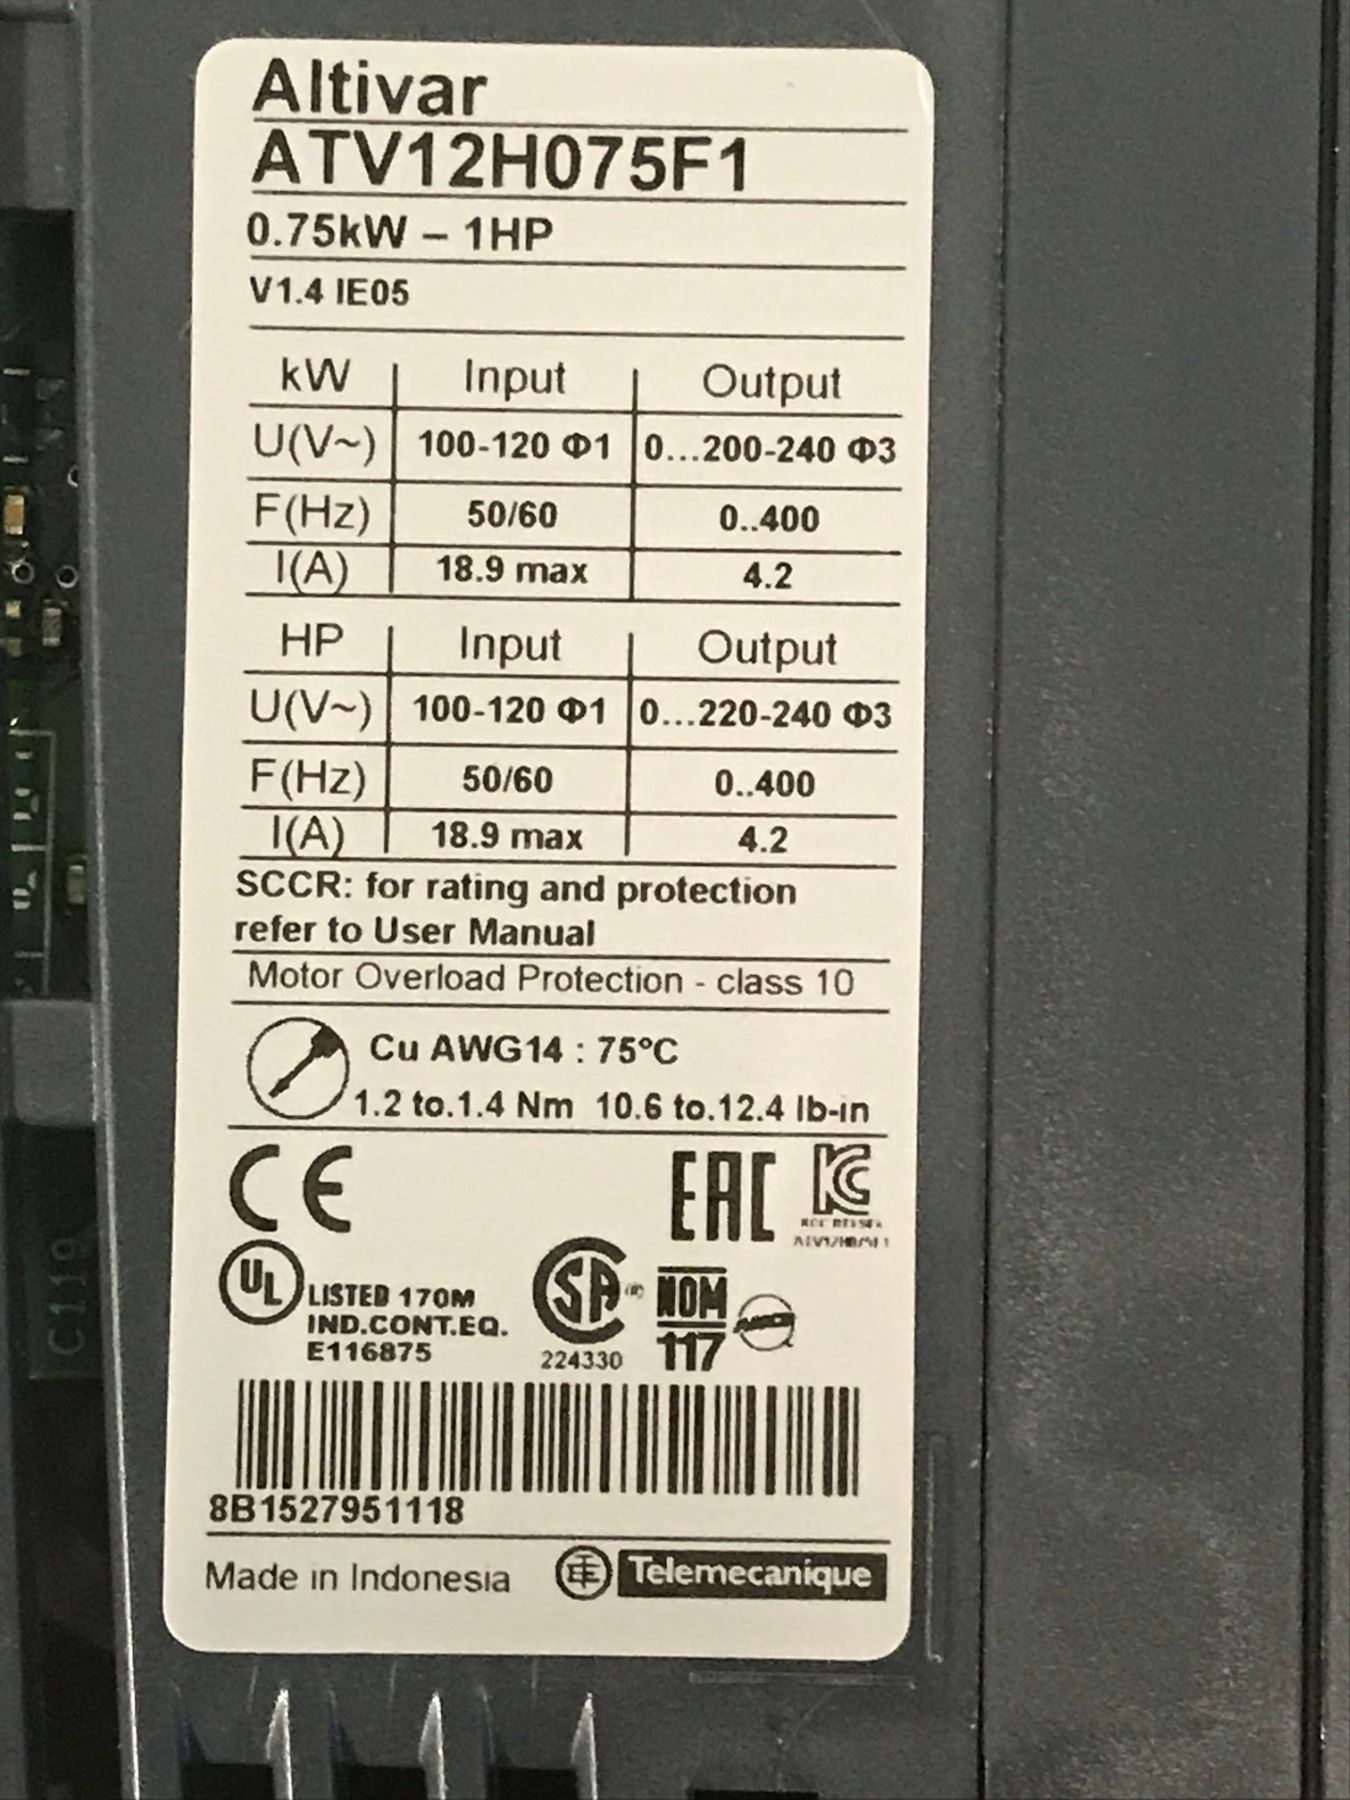 Altivar
ATV12H075F1
0.75kW – 1HP
V1.4 IE05
kW Input Output
U(V~) 100-120 Φ1 0...200-240 Φ3
F(Hz) 50/60 0..400
I(A) 18.9 max 4.2
HP Input Output
U(V~) 100-120 Φ1 0...220-240 Φ3
F(Hz) 50/60 0..400
I(A) 18.9 max 4.2
SCCR: for rating and protection
refer to User Manual
Motor Overload Protection - class 10
Cu AWG14 : 75°C
1.2 to.1.4 Nm 10.6 to.12.4 lb-in
CE EAC KC
UL LISTED 170M
IND.CONT.EQ.
E116875
SA
224330
NOM
117
8B1527951118
Made in Indonesia TE Telemecanique
C119